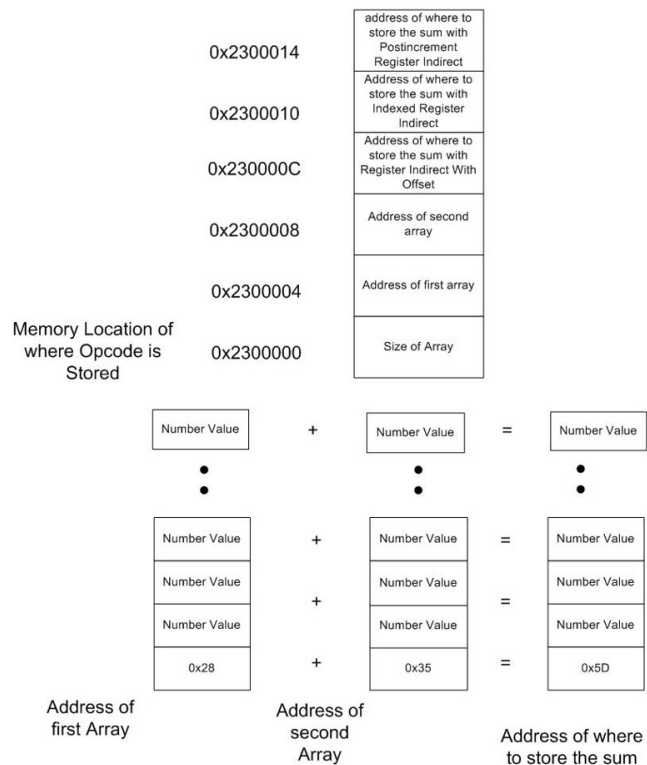 0x2300014
address of where to
store the sum with
Postincrement
Register Indirect
0x2300010
Address of where to
store the sum with
Indexed Register
Indirect
0x230000C
Address of where to
store the sum with
Register Indirect With
Offset
0x2300008
Address of second
array
0x2300004
Address of first array
Memory Location of
where Opcode is
Stored
0x2300000
Size of Array
Number Value + Number Value = Number Value
Number Value + Number Value = Number Value
Number Value Number Value Number Value
+ =
Number Value Number Value Number Value
0x28 + 0x35 = 0x5D
Address of
first Array
Address of
second
Array
Address of where
to store the sum